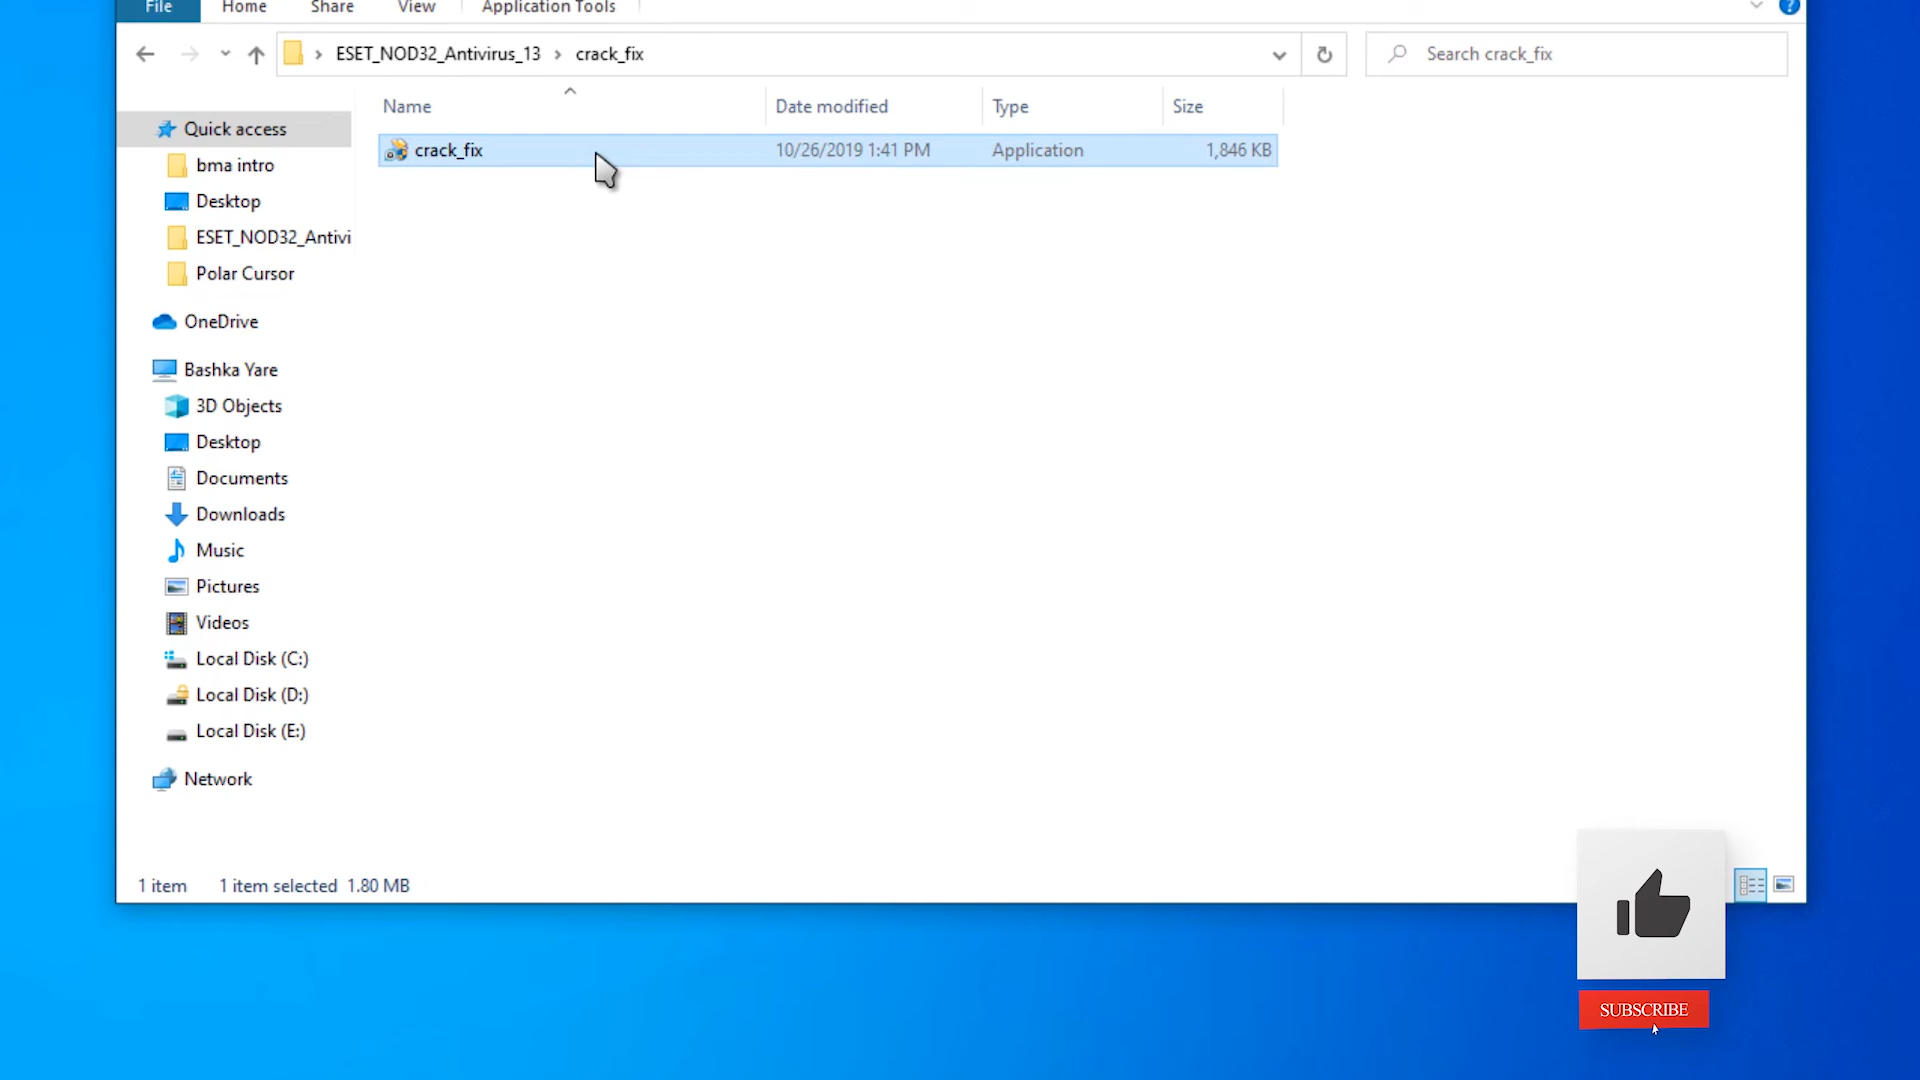 File Home Share View Application Tools
ESET_NOD32_Antivirus_13 > crack_fix
Search crack_fix
Name Date modified Type Size
crack_fix 10/26/2019 1:41 PM Application 1,846 KB
Quick access
bma intro
Desktop
ESET_NOD32_Antivi
Polar Cursor
OneDrive
Bashka Yare
3D Objects
Desktop
Documents
Downloads
Music
Pictures
Videos
Local Disk (C:)
Local Disk (D:)
Local Disk (E:)
Network
1 item 1 item selected 1.80 MB
SUBSCRIBE